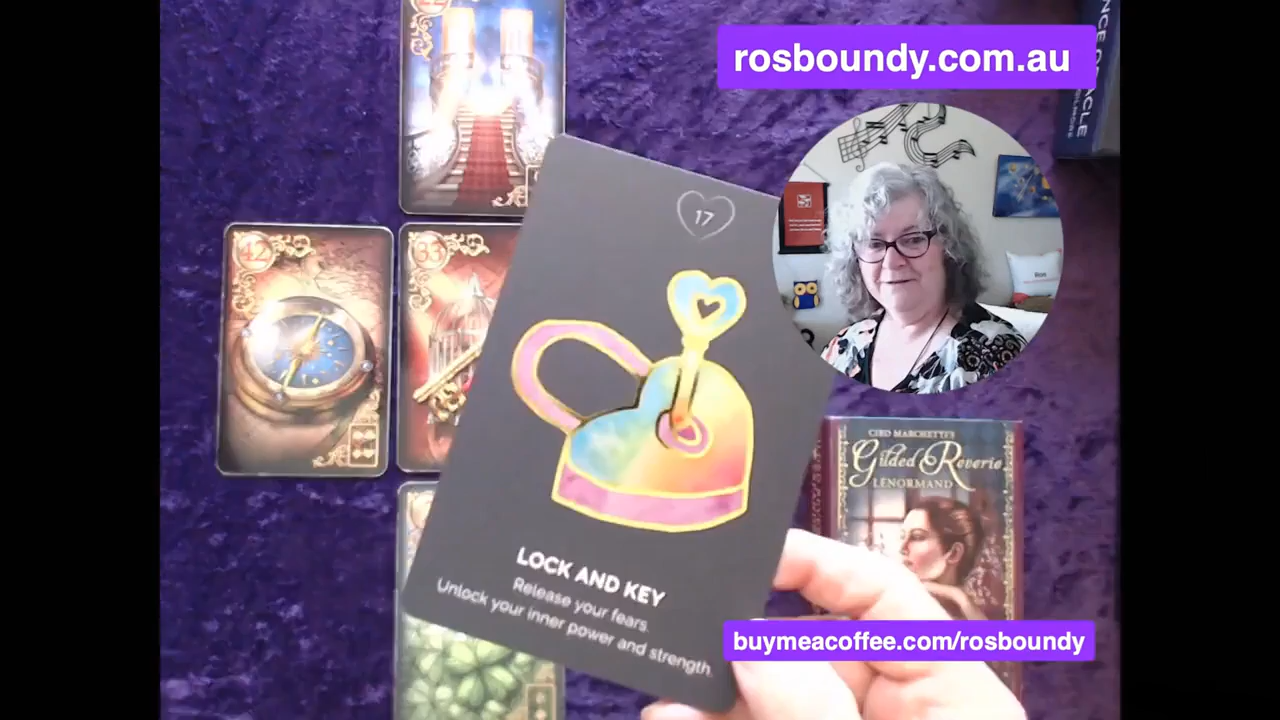 rosboundy.com.au
22
17
42
33
CIRO MARCHETTI'S
Gilded Reverie
LENORMAND
LOCK AND KEY
Release your fears.
Unlock your inner power and strength.
buymeacoffee.com/rosboundy